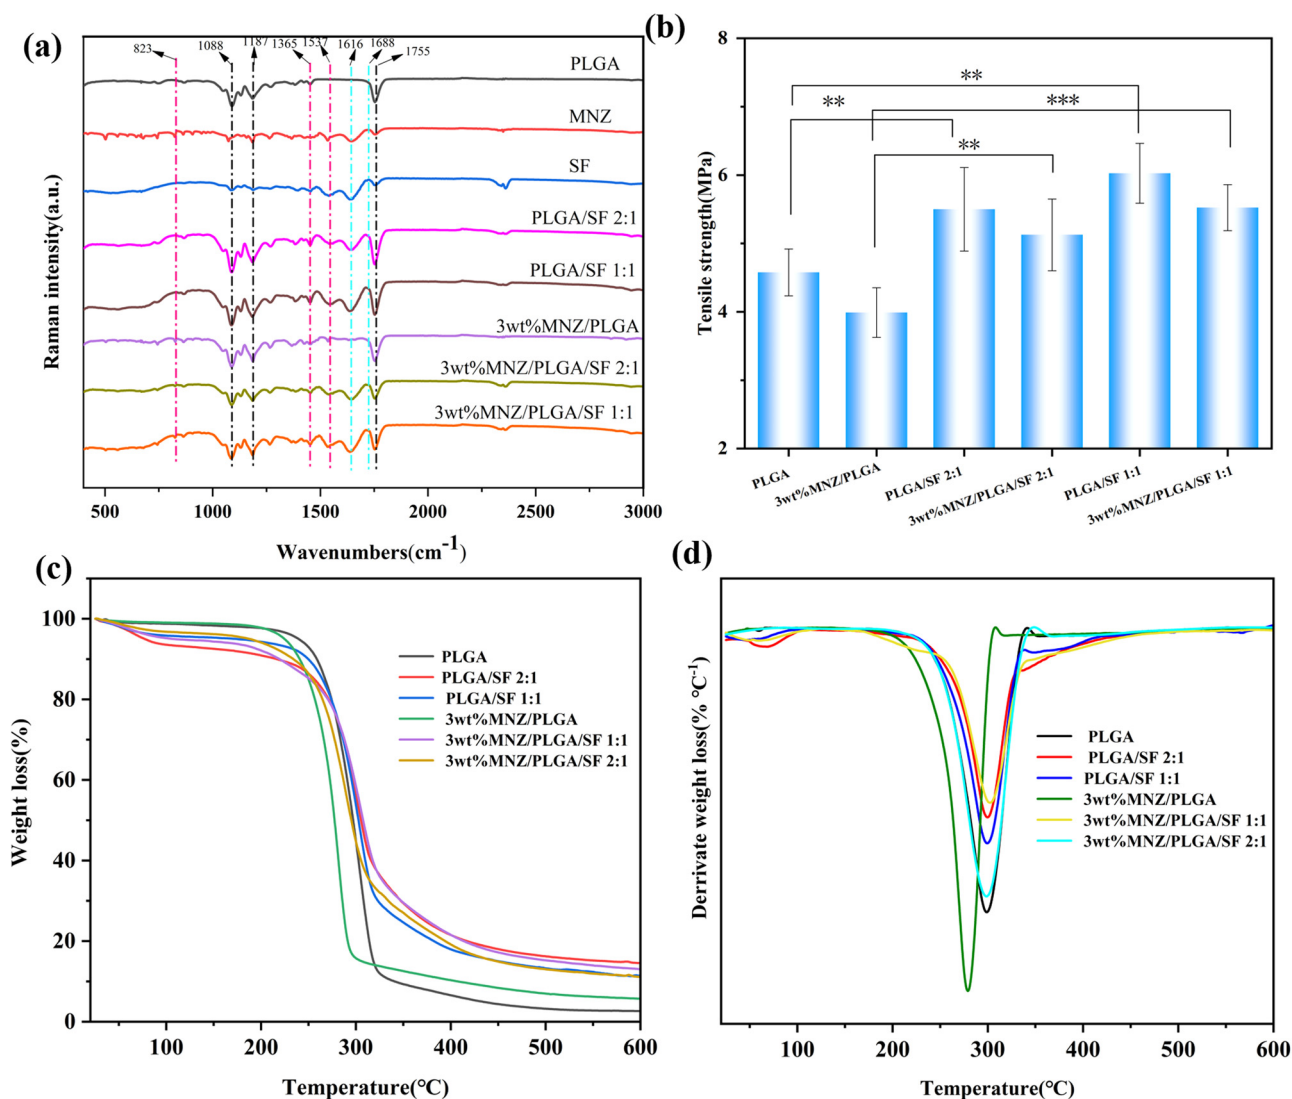 (a)
823
1088
1187
1365
1537
1616
1688
1755
PLGA
MNZ
SF
PLGA/SF 2:1
PLGA/SF 1:1
3wt%MNZ/PLGA
3wt%MNZ/PLGA/SF 2:1
3wt%MNZ/PLGA/SF 1:1
Raman intensity(a.u.)
500
1000
1500
2000
2500
3000
Wavenumbers(cm⁻¹)
(b)
8
6
4
2
Tensile strength(MPa)
**
**
***
**
PLGA
3wt%MNZ/PLGA
PLGA/SF 2:1
3wt%MNZ/PLGA/SF 2:1
PLGA/SF 1:1
3wt%MNZ/PLGA/SF 1:1
(c)
100
80
60
40
20
0
Weight loss(%)
PLGA
PLGA/SF 2:1
PLGA/SF 1:1
3wt%MNZ/PLGA
3wt%MNZ/PLGA/SF 1:1
3wt%MNZ/PLGA/SF 2:1
100
200
300
400
500
600
Temperature(°C)
(d)
Derrivate weight loss(% °C⁻¹)
PLGA
PLGA/SF 2:1
PLGA/SF 1:1
3wt%MNZ/PLGA
3wt%MNZ/PLGA/SF 1:1
3wt%MNZ/PLGA/SF 2:1
100
200
300
400
500
600
Temperature(°C)